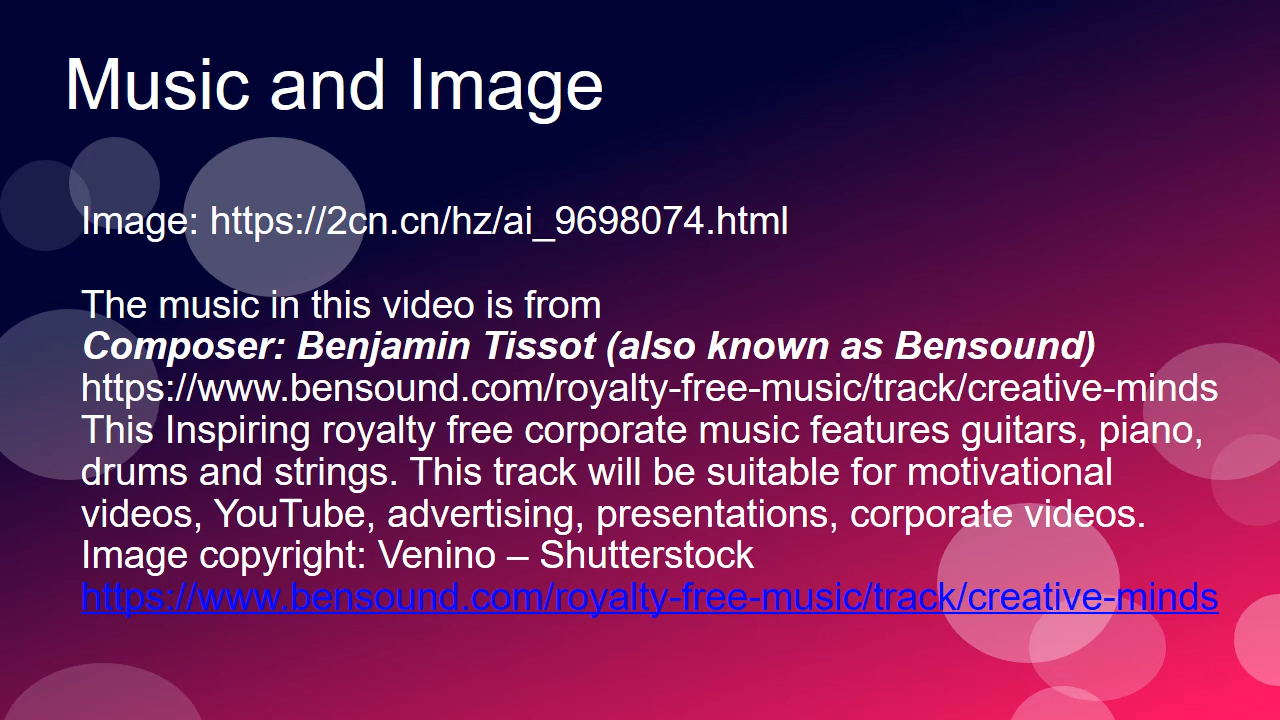 Music and Image
Image: https://2cn.cn/hz/ai_9698074.html
The music in this video is from
Composer: Benjamin Tissot (also known as Bensound)
https://www.bensound.com/royalty-free-music/track/creative-minds
This Inspiring royalty free corporate music features guitars, piano,
drums and strings. This track will be suitable for motivational
videos, YouTube, advertising, presentations, corporate videos.
Image copyright: Venino – Shutterstock
https://www.bensound.com/royalty-free-music/track/creative-minds